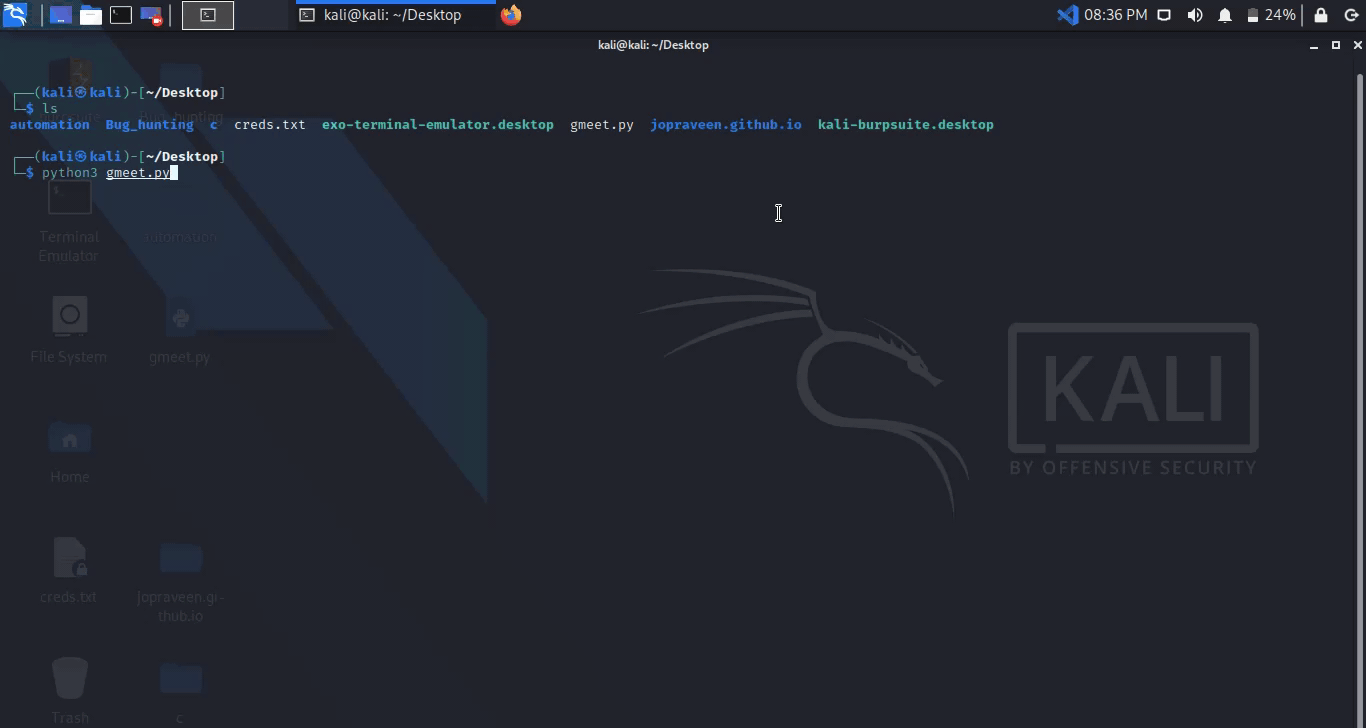 kali@kali: ~/Desktop
08:36 PM
24%
kali@kali: ~/Desktop
┌──(kali㉿kali)-[~/Desktop]
└─$ ls
automation Bug_hunting c creds.txt exo-terminal-emulator.desktop gmeet.py jopraveen.github.io kali-burpsuite.desktop
┌──(kali㉿kali)-[~/Desktop]
└─$ python3 gmeet.py
Terminal
Emulator
automation
File System
gmeet.py
KALI
BY OFFENSIVE SECURITY
Home
creds.txt
Jopraveen.gi-
thub.io
Trash
c